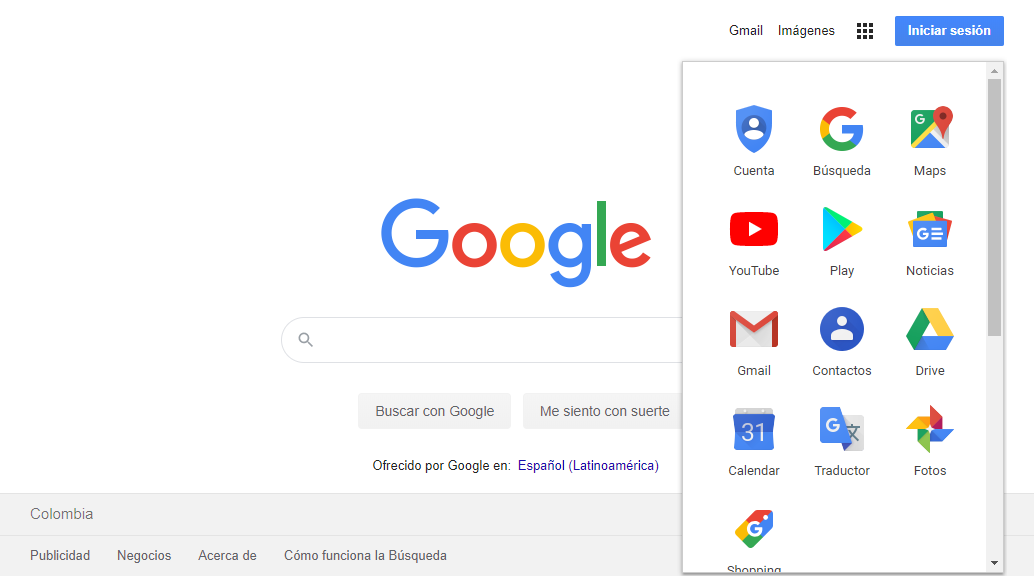 Gmail Imágenes Iniciar sesión
Cuenta Búsqueda Maps
Google
YouTube Play Noticias
Gmail Contactos Drive
Buscar con Google Me siento con suerte
31
Calendar Traductor Fotos
Ofrecido por Google en: Español (Latinoamérica)
Colombia
Shopping
Publicidad Negocios Acerca de Cómo funciona la Búsqueda